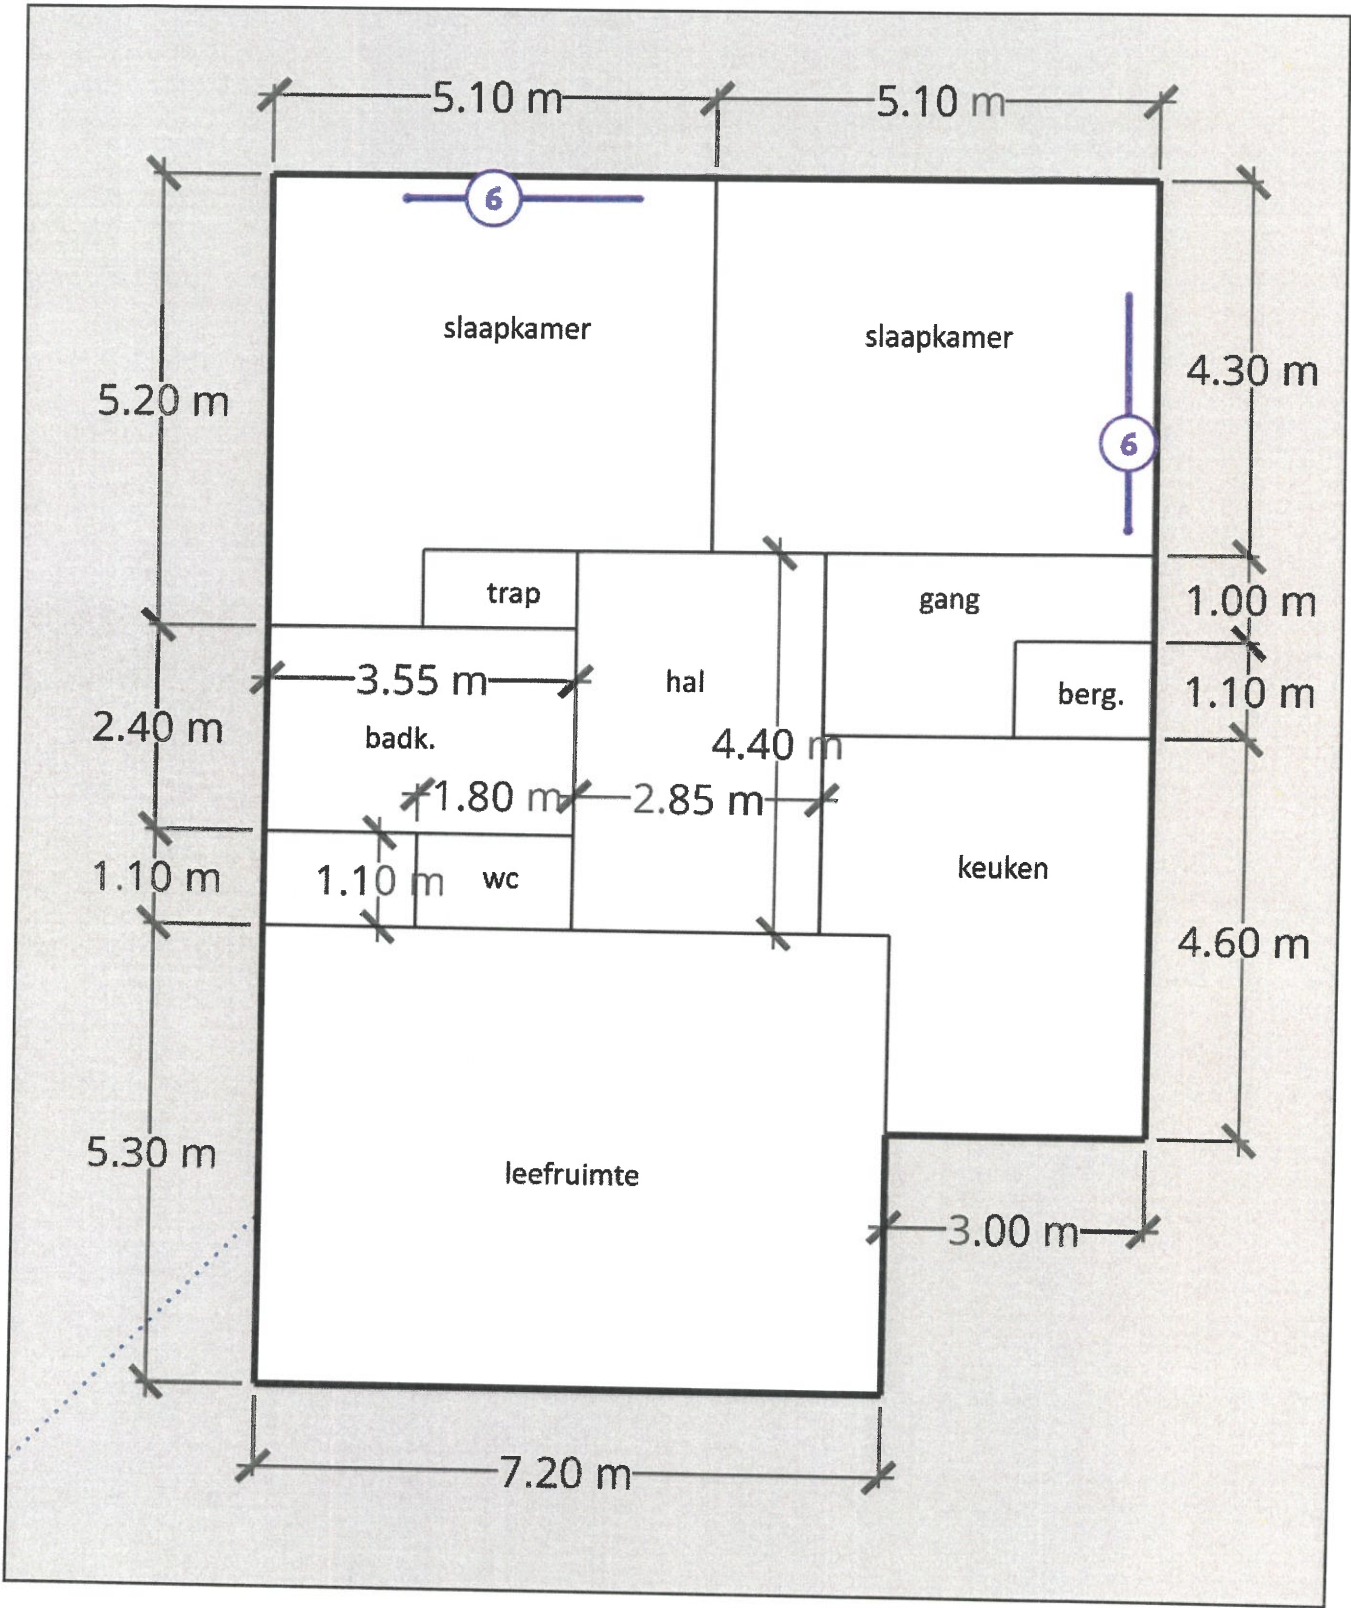 5.10 m
5.10 m
6
slaapkamer
slaapkamer
4.30 m
5.20 m
6
trap
gang
1.00 m
3.55 m
hal
berg.
1.10 m
2.40 m
badk.
4.40 m
1.80 m
2.85 m
1.10 m
1.10 m
wc
keuken
4.60 m
5.30 m
leefruimte
3.00 m
7.20 m